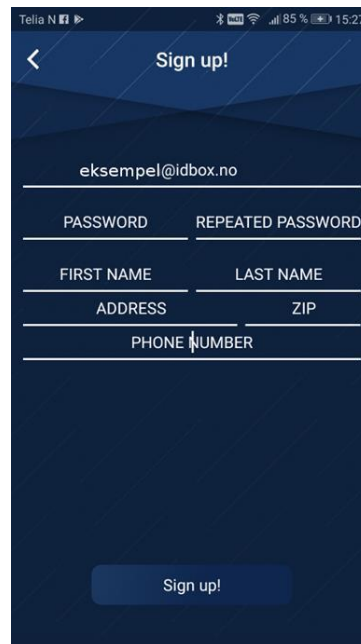 Telia N 85 % 15:27
Sign up!
eksempel@idbox.no
PASSWORD REPEATED PASSWORD
FIRST NAME LAST NAME
ADDRESS ZIP
PHONE NUMBER
Sign up!